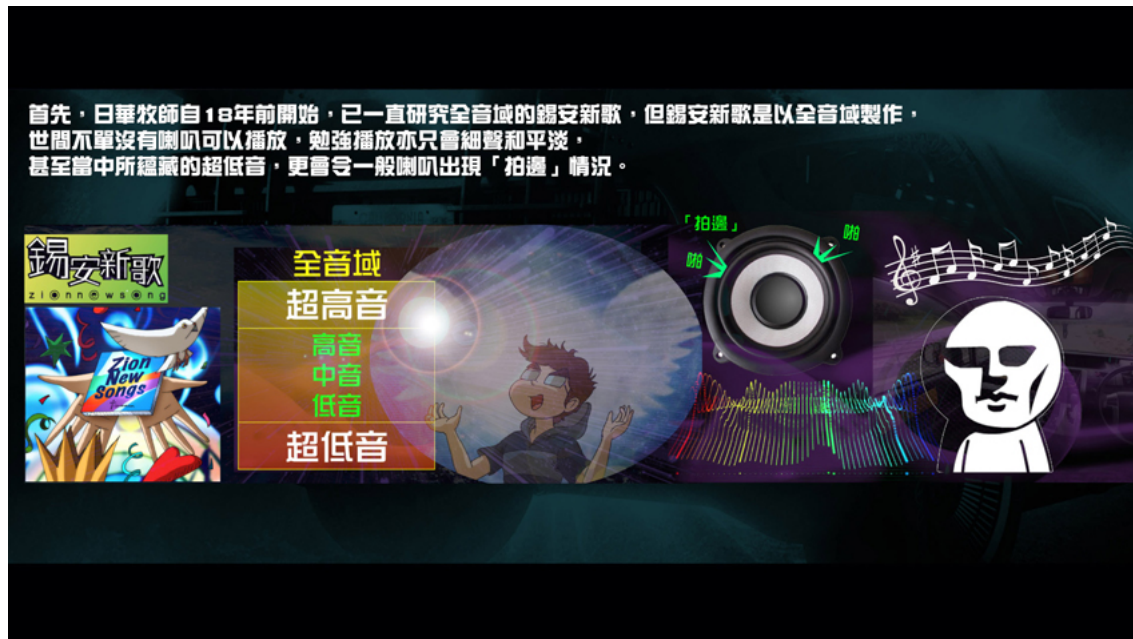 首先，日華牧師自18年前開始，已一直研究全音域的錫安新歌，但錫安新歌是以全音域製作，
世間不單沒有喇叭可以播放，勉強播放亦只會細聲和平淡，
甚至當中所蘊藏的超低音，更會令一般喇叭出現「拍邊」情況。
錫安新歌
zionnewsong
Zion
New
Songs
全音域
超高音
高音
中音
低音
超低音
「拍邊」
啪
啪